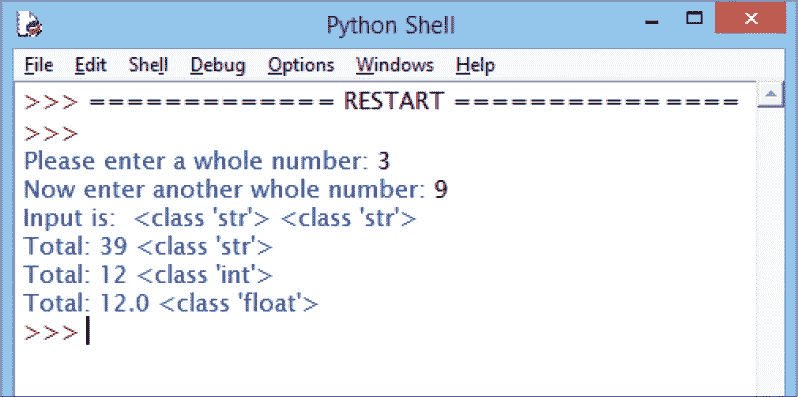 Python Shell
File Edit Shell Debug Options Windows Help
>>> ============= RESTART ===============
>>>
Please enter a whole number: 3
Now enter another whole number: 9
Input is:  <class 'str'> <class 'str'>
Total: 39 <class 'str'>
Total: 12 <class 'int'>
Total: 12.0 <class 'float'>
>>>